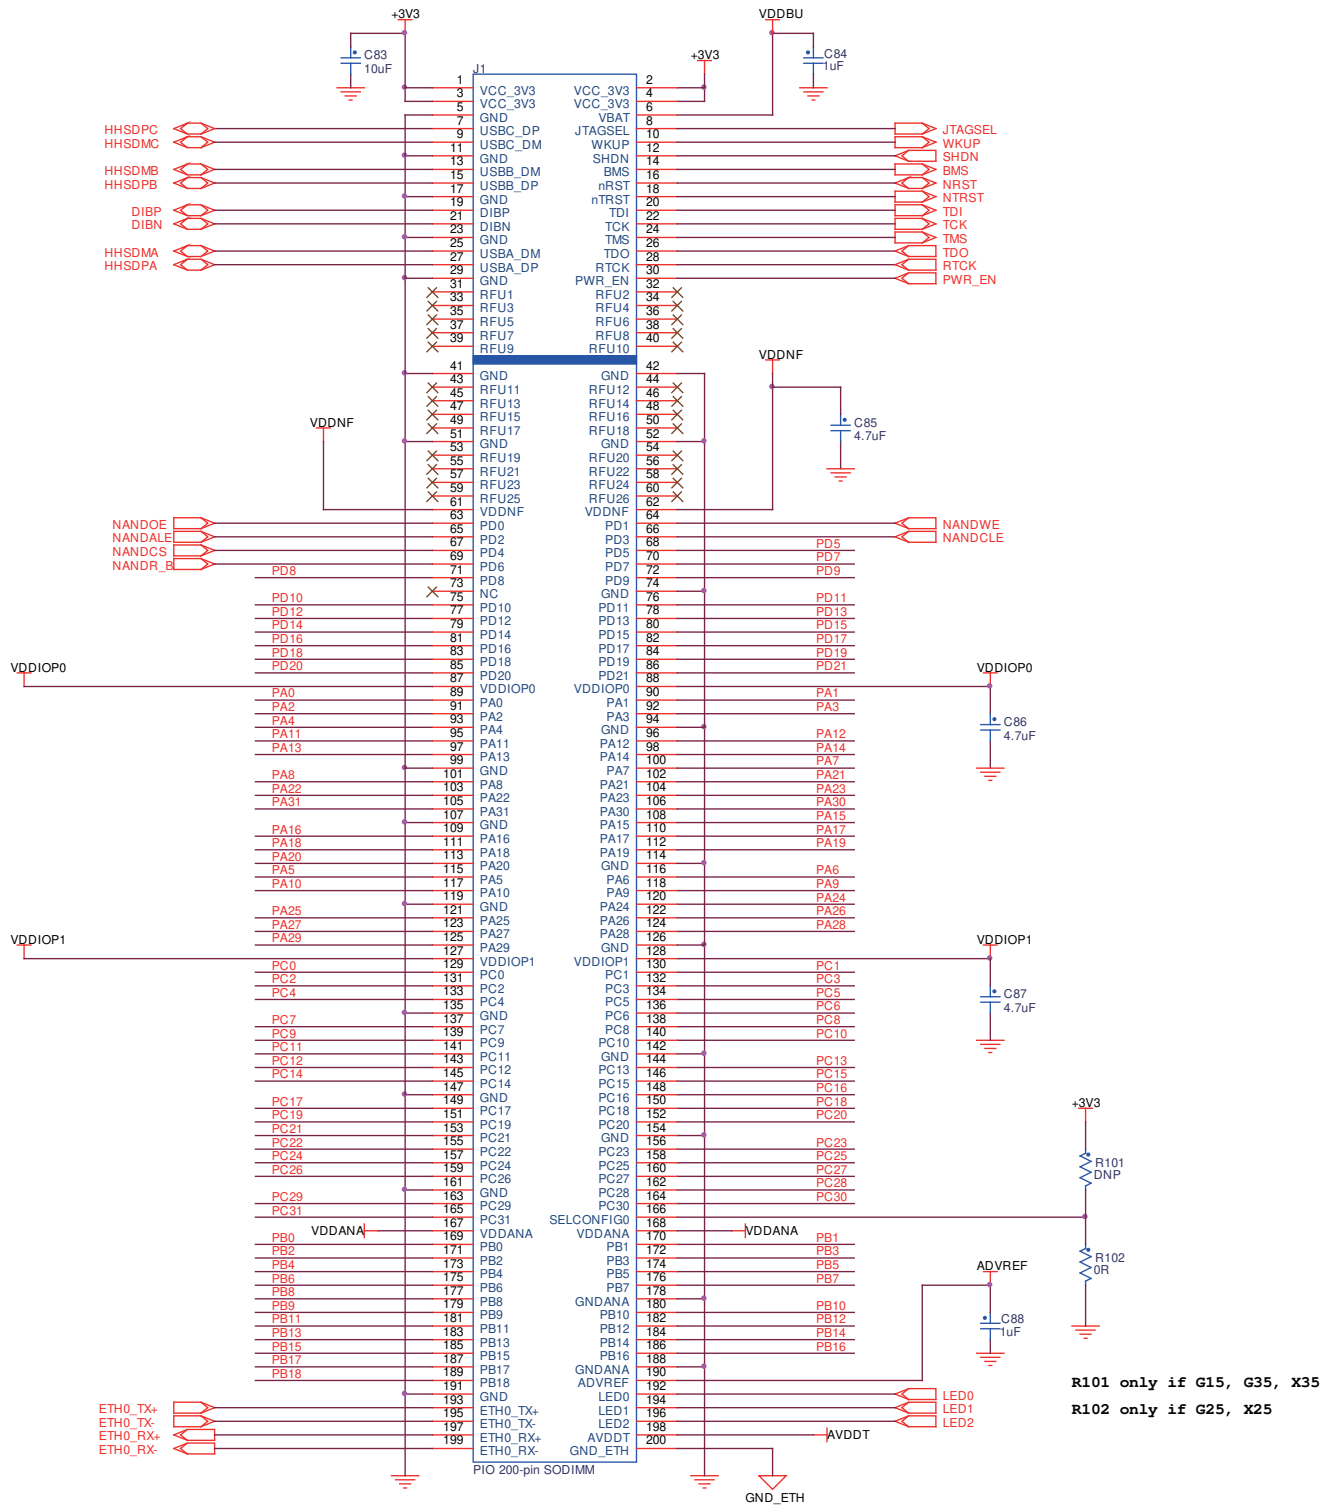 +3V3
VDDBU
C83
10uF
+3V3
C84
1uF
J1
1 VCC_3V3 VCC_3V3 2
3 VCC_3V3 VCC_3V3 4
5 GND VBAT 6
HHSDPC 7 USBC_DP JTAGSEL 8 JTAGSEL
HHSDMC 9 USBC_DM WKUP 10 WKUP
11 GND SHDN 12 SHDN
HHSDMB 13 USBB_DM BMS 14 BMS
HHSDPB 15 USBB_DP nRST 16 NRST
17 GND nTRST 18 NTRST
DIBP 19 DIBP TDI 20 TDI
DIBN 21 DIBN TCK 22 TCK
23 GND TMS 24 TMS
HHSDMA 25 USBA_DM TDO 26 TDO
HHSDPA 27 USBA_DP RTCK 28 RTCK
29 GND PWR_EN 30 PWR_EN
31 RFU1 RFU2 32
33 RFU3 RFU4 34
35 RFU5 RFU6 36
37 RFU7 RFU8 38
39 RFU9 RFU10 40
VDDNF
41 GND GND 42
43 RFU11 RFU12 44
45 RFU13 RFU14 46
47 RFU15 RFU16 48
49 RFU17 RFU18 50
VDDNF
C85
4.7uF
51 GND GND 52
53 RFU19 RFU20 54
55 RFU21 RFU22 56
57 RFU23 RFU24 58
59 RFU25 RFU26 60
61 VDDNF VDDNF 62
NANDOE 63 PD0 PD1 64 NANDWE
NANDALE 65 PD2 PD3 66 NANDCLE
NANDCS 67 PD4 PD5 68 PD5
NANDR_B 69 PD6 PD7 70 PD7
PD8 71 PD8 PD9 72 PD9
73 NC GND 74
PD10 75 PD10 PD11 76 PD11
PD12 77 PD12 PD13 78 PD13
PD14 79 PD14 PD15 80 PD15
PD16 81 PD16 PD17 82 PD17
PD18 83 PD18 PD19 84 PD19
PD20 85 PD20 PD21 86 PD21
VDDIOP0 87 VDDIOP0 VDDIOP0 88 VDDIOP0
PA0 89 PA0 PA1 90 PA1
PA2 91 PA2 PA3 92 PA3
PA4 93 PA4 GND 94
C86
4.7uF
PA11 95 PA11 PA12 96 PA12
PA13 97 PA13 PA14 98 PA14
99 GND PA7 100 PA7
PA8 101 PA8 PA21 102 PA21
PA22 103 PA22 PA23 104 PA23
PA31 105 PA31 PA30 106 PA30
107 GND PA15 108 PA15
PA16 109 PA16 PA17 110 PA17
PA18 111 PA18 PA19 112 PA19
PA20 113 PA20 GND 114
PA5 115 PA5 PA6 116 PA6
PA10 117 PA10 PA9 118 PA9
119 GND PA24 120 PA24
PA25 121 PA25 PA26 122 PA26
PA27 123 PA27 PA28 124 PA28
PA29 125 PA29 GND 126
VDDIOP1 127 VDDIOP1 VDDIOP1 128 VDDIOP1
PC0 129 PC0 PC1 130 PC1
PC2 131 PC2 PC3 132 PC3
PC4 133 PC4 PC5 134 PC5
C87
4.7uF
135 GND PC6 136 PC6
PC7 137 PC7 PC8 138 PC8
PC9 139 PC9 PC10 140 PC10
PC11 141 PC11 GND 142
PC12 143 PC12 PC13 144 PC13
PC14 145 PC14 PC15 146 PC15
147 GND PC16 148 PC16
PC17 149 PC17 PC18 150 PC18
PC19 151 PC19 PC20 152 PC20
+3V3
PC21 153 PC21 GND 154
PC22 155 PC22 PC23 156 PC23
PC24 157 PC24 PC25 158 PC25
PC26 159 PC26 PC27 160 PC27
R101
DNP
161 GND PC28 162 PC28
PC29 163 PC29 PC30 164 PC30
PC31 165 PC31 SELCONFIG0 166
VDDANA 167 VDDANA VDDANA 168 VDDANA
PB0 169 PB0 PB1 170 PB1
PB2 171 PB2 PB3 172 PB3
PB4 173 PB4 PB5 174 PB5
PB6 175 PB6 PB7 176 PB7
R102
0R
ADVREF
PB8 177 PB8 GNDANA 178
PB9 179 PB9 PB10 180 PB10
PB11 181 PB11 PB12 182 PB12
PB13 183 PB13 PB14 184 PB14
PB15 185 PB15 PB16 186 PB16
C88
1uF
PB17 187 PB17 GNDANA 188
PB18 189 PB18 ADVREF 190
191 GND LED0 192 LED0
ETH0_TX+ 193 ETH0_TX+ LED1 194 LED1
ETH0_TX- 195 ETH0_TX- LED2 196 LED2
ETH0_RX+ 197 ETH0_RX+ AVDDT 198 AVDDT
ETH0_RX- 199 ETH0_RX- GND_ETH 200
R101 only if G15, G35, X35
R102 only if G25, X25
PIO 200-pin SODIMM
GND_ETH